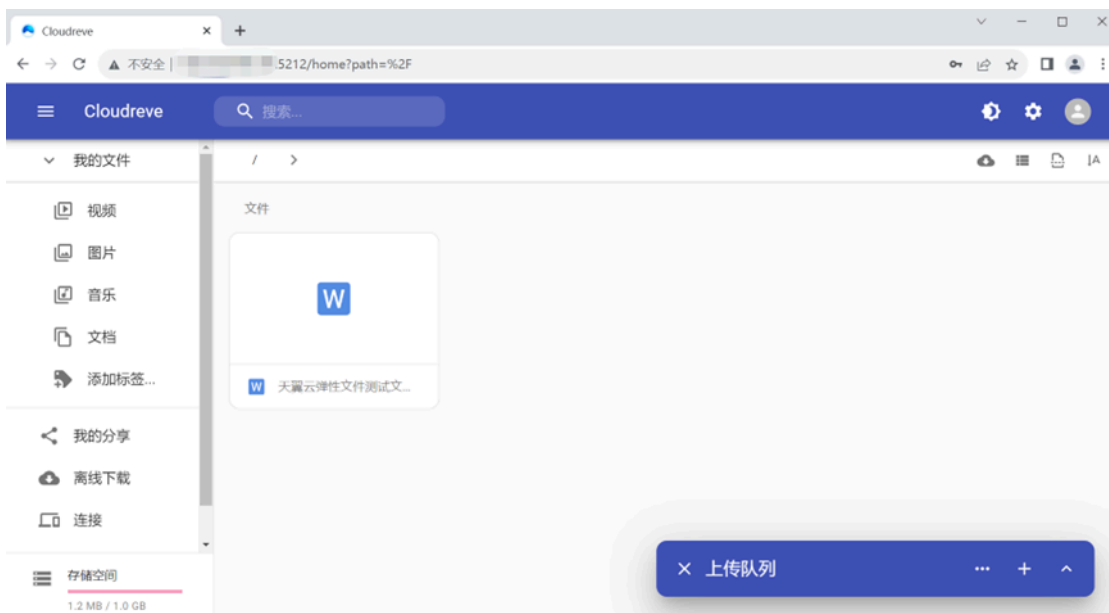 Cloudreve
不安全 | :5212/home?path=%2F
Cloudreve
搜索...
我的文件
/ >
视频
文件
图片
音乐
W
文档
添加标签...
W 天翼云弹性文件测试文...
我的分享
离线下载
连接
上传队列
存储空间
1.2 MB / 1.0 GB